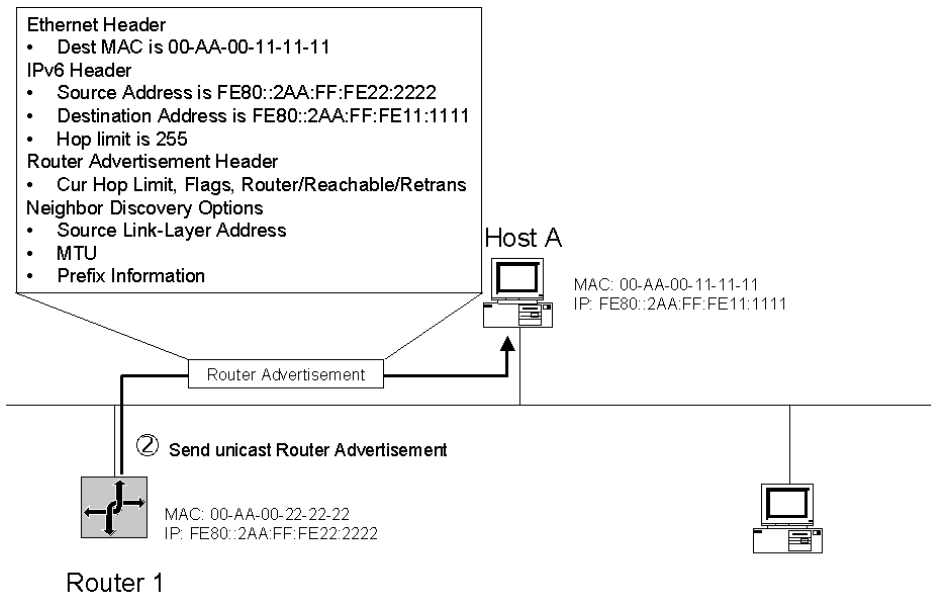 Ethernet Header
• Dest MAC is 00-AA-00-11-11-11
IPv6 Header
• Source Address is FE80::2AA:FF:FE22:2222
• Destination Address is FE80::2AA:FF:FE11:1111
• Hop limit is 255
Router Advertisement Header
• Cur Hop Limit, Flags, Router/Reachable/Retrans
Neighbor Discovery Options
• Source Link-Layer Address
• MTU
• Prefix Information
Host A
MAC: 00-AA-00-11-11-11
IP: FE80::2AA:FF:FE11:1111
Router Advertisement
② Send unicast Router Advertisement
MAC: 00-AA-00-22-22-22
IP: FE80::2AA:FF:FE22:2222
Router 1